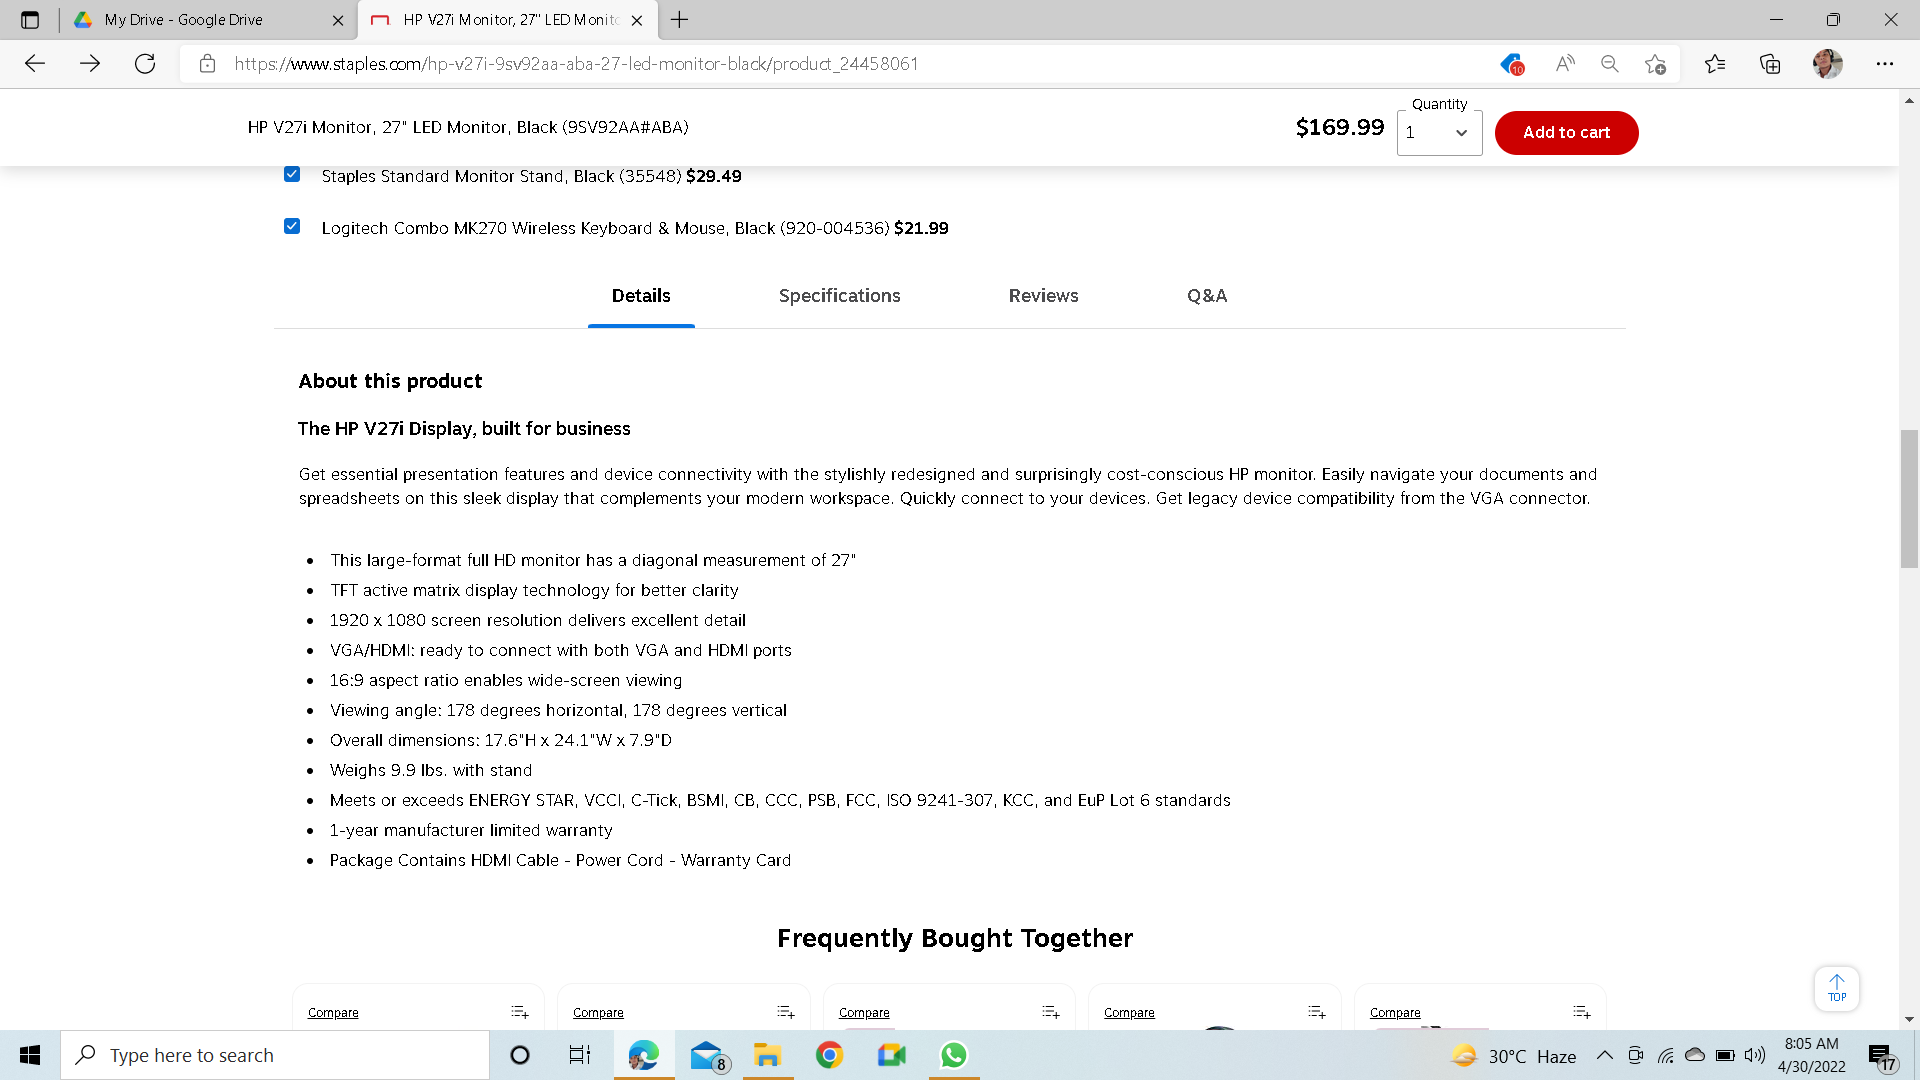 My Drive - Google Drive
HP V27i Monitor, 27" LED Monito
https://www.staples.com/hp-v27i-9sv92aa-aba-27-led-monitor-black/product_24458061
10
HP V27i Monitor, 27" LED Monitor, Black (9SV92AA#ABA)
$169.99
Quantity
1
Add to cart
Staples Standard Monitor Stand, Black (35548) $29.49
Logitech Combo MK270 Wireless Keyboard & Mouse, Black (920-004536) $21.99
Details
Specifications
Reviews
Q&A
About this product
The HP V27i Display, built for business
Get essential presentation features and device connectivity with the stylishly redesigned and surprisingly cost-conscious HP monitor. Easily navigate your documents and
spreadsheets on this sleek display that complements your modern workspace. Quickly connect to your devices. Get legacy device compatibility from the VGA connector.
• This large-format full HD monitor has a diagonal measurement of 27"
• TFT active matrix display technology for better clarity
• 1920 x 1080 screen resolution delivers excellent detail
• VGA/HDMI: ready to connect with both VGA and HDMI ports
• 16:9 aspect ratio enables wide-screen viewing
• Viewing angle: 178 degrees horizontal, 178 degrees vertical
• Overall dimensions: 17.6"H x 24.1"W x 7.9"D
• Weighs 9.9 lbs. with stand
• Meets or exceeds ENERGY STAR, VCCI, C-Tick, BSMI, CB, CCC, PSB, FCC, ISO 9241-307, KCC, and EuP Lot 6 standards
• 1-year manufacturer limited warranty
• Package Contains HDMI Cable - Power Cord - Warranty Card
Frequently Bought Together
Compare
Compare
Compare
Compare
Compare
TOP
Type here to search
8
30°C Haze
8:05 AM
4/30/2022
17